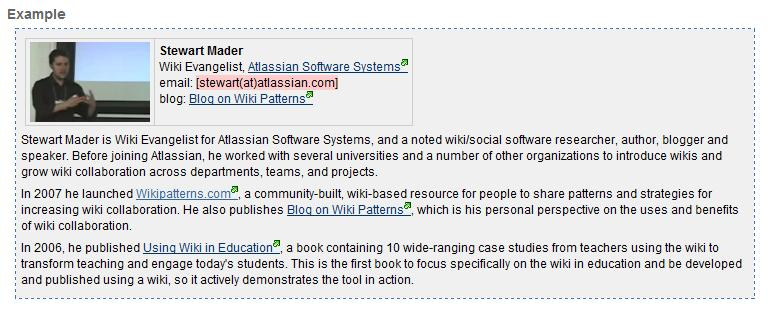 Example
Stewart Mader
Wiki Evangelist, Atlassian Software Systems
email: [stewart(at)atlassian.com]
blog: Blog on Wiki Patterns
Stewart Mader is Wiki Evangelist for Atlassian Software Systems, and a noted wiki/social software researcher, author, blogger and
speaker. Before joining Atlassian, he worked with several universities and a number of other organizations to introduce wikis and
grow wiki collaboration across departments, teams, and projects.
In 2007 he launched Wikipatterns.com, a community-built, wiki-based resource for people to share patterns and strategies for
increasing wiki collaboration. He also publishes Blog on Wiki Patterns, which is his personal perspective on the uses and benefits
of wiki collaboration.
In 2006, he published Using Wiki in Education, a book containing 10 wide-ranging case studies from teachers using the wiki to
transform teaching and engage today's students. This is the first book to focus specifically on the wiki in education and be developed
and published using a wiki, so it actively demonstrates the tool in action.